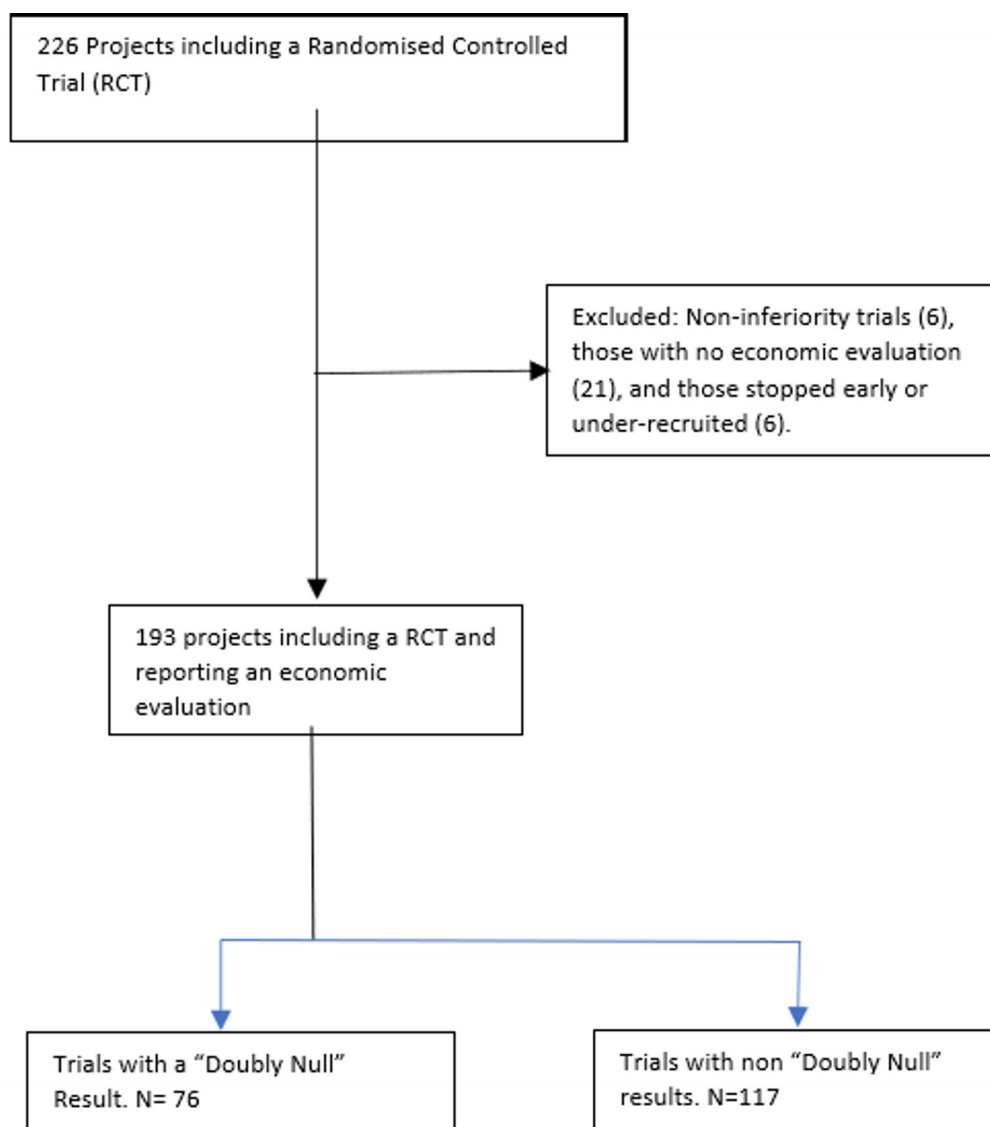 226 Projects including a Randomised Controlled
Trial (RCT)
Excluded: Non-inferiority trials (6),
those with no economic evaluation
(21), and those stopped early or
under-recruited (6).
193 projects including a RCT and
reporting an economic
evaluation
Trials with a “Doubly Null”
Result. N= 76
Trials with non “Doubly Null”
results. N=117